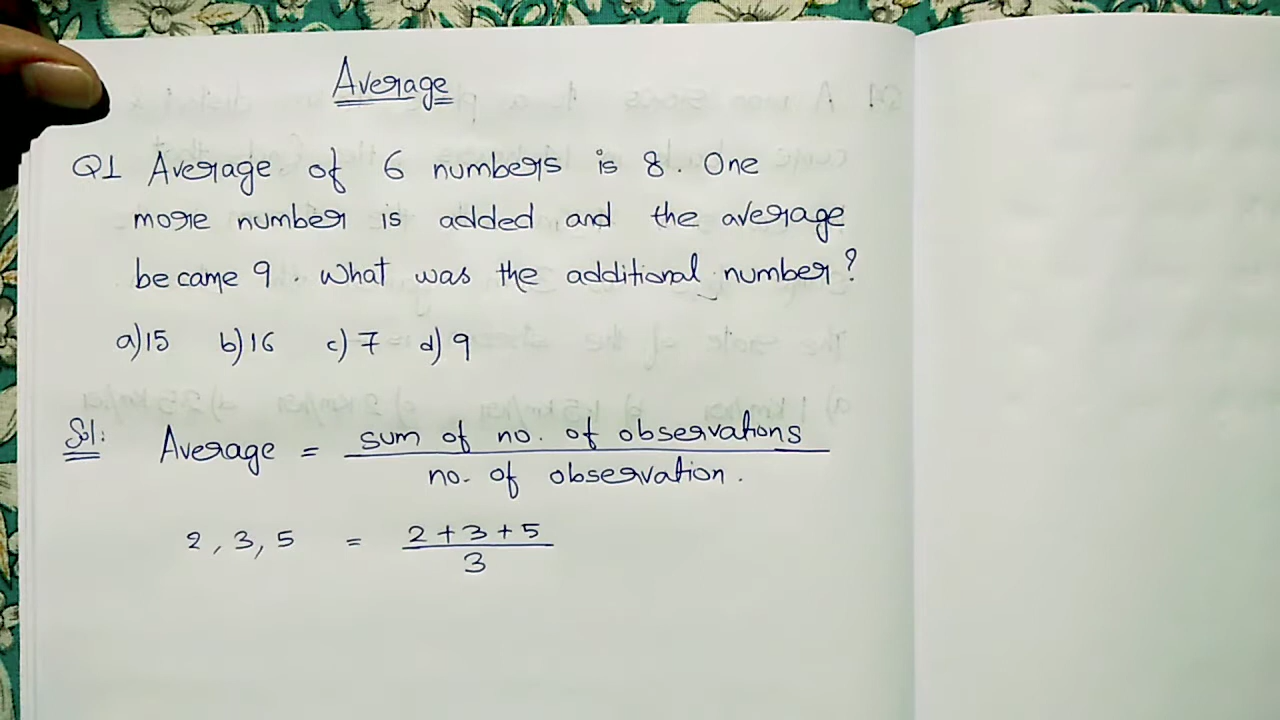 Average
Q1 Average of 6 numbers is 8. One
more number is added and the average
became 9. What was the additional number?
a) 15 b) 16 c) 7 d) 9
Sol: Average = sum of no. of observations
no. of observation.
2, 3, 5 = 2+3+5
3